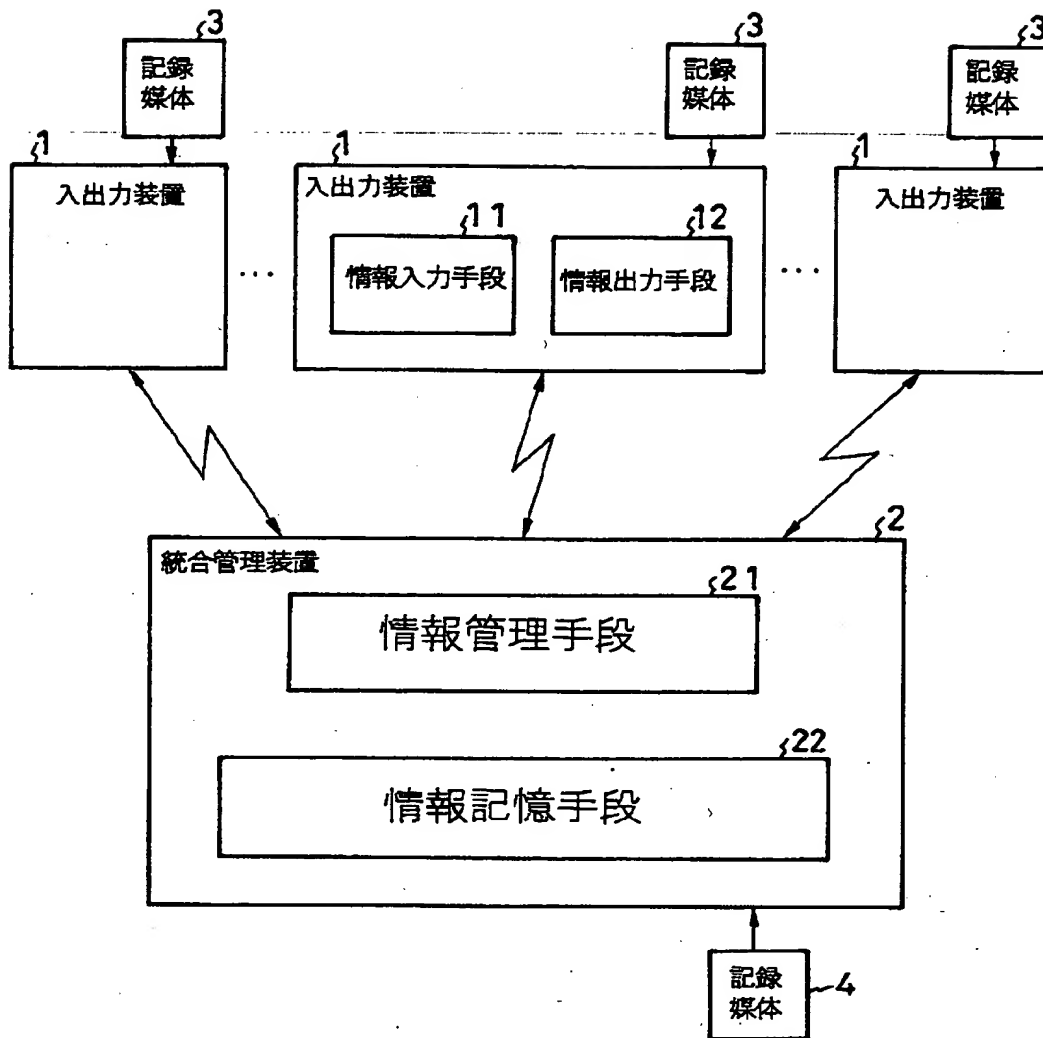 3
3
3
記録
媒体
記録
媒体
記録
媒体
1
1
1
入出力装置
入出力装置
入出力装置
11
12
...
情報入力手段
情報出力手段
...
2
統合管理装置
21
情報管理手段
22
情報記憶手段
記録
媒体
4